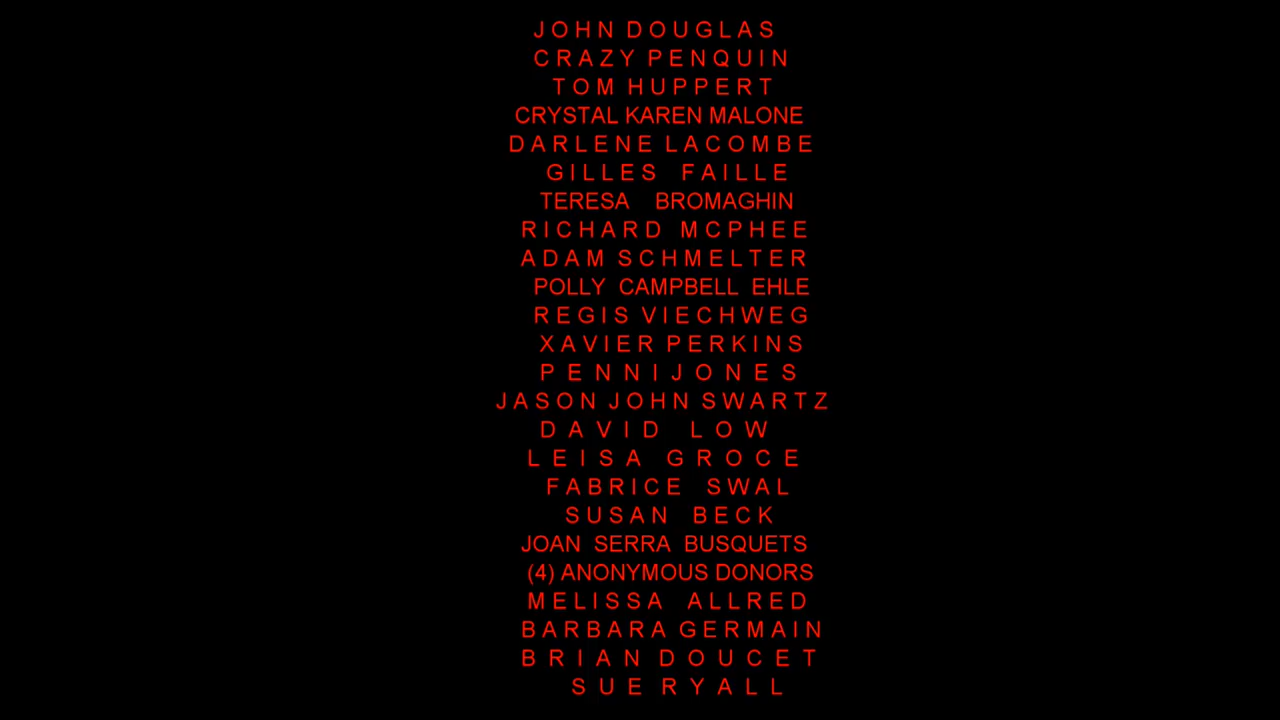 JOHN DOUGLAS
CRAZY PENQUIN
TOM HUPPERT
CRYSTAL KAREN MALONE
DARLENE LACOMBE
GILLES FAILLE
TERESA BROMAGHIN
RICHARD MCPHEE
ADAM SCHMELTER
POLLY CAMPBELL EHLE
REGIS VIECHWEG
XAVIER PERKINS
PENNI JONES
JASON JOHN SWARTZ
DAVID LOW
LEISA GROCE
FABRICE SWAL
SUSAN BECK
JOAN SERRA BUSQUETS
(4) ANONYMOUS DONORS
MELISSA ALLRED
BARBARA GERMAIN
BRIAN DOUCET
SUE RYALL